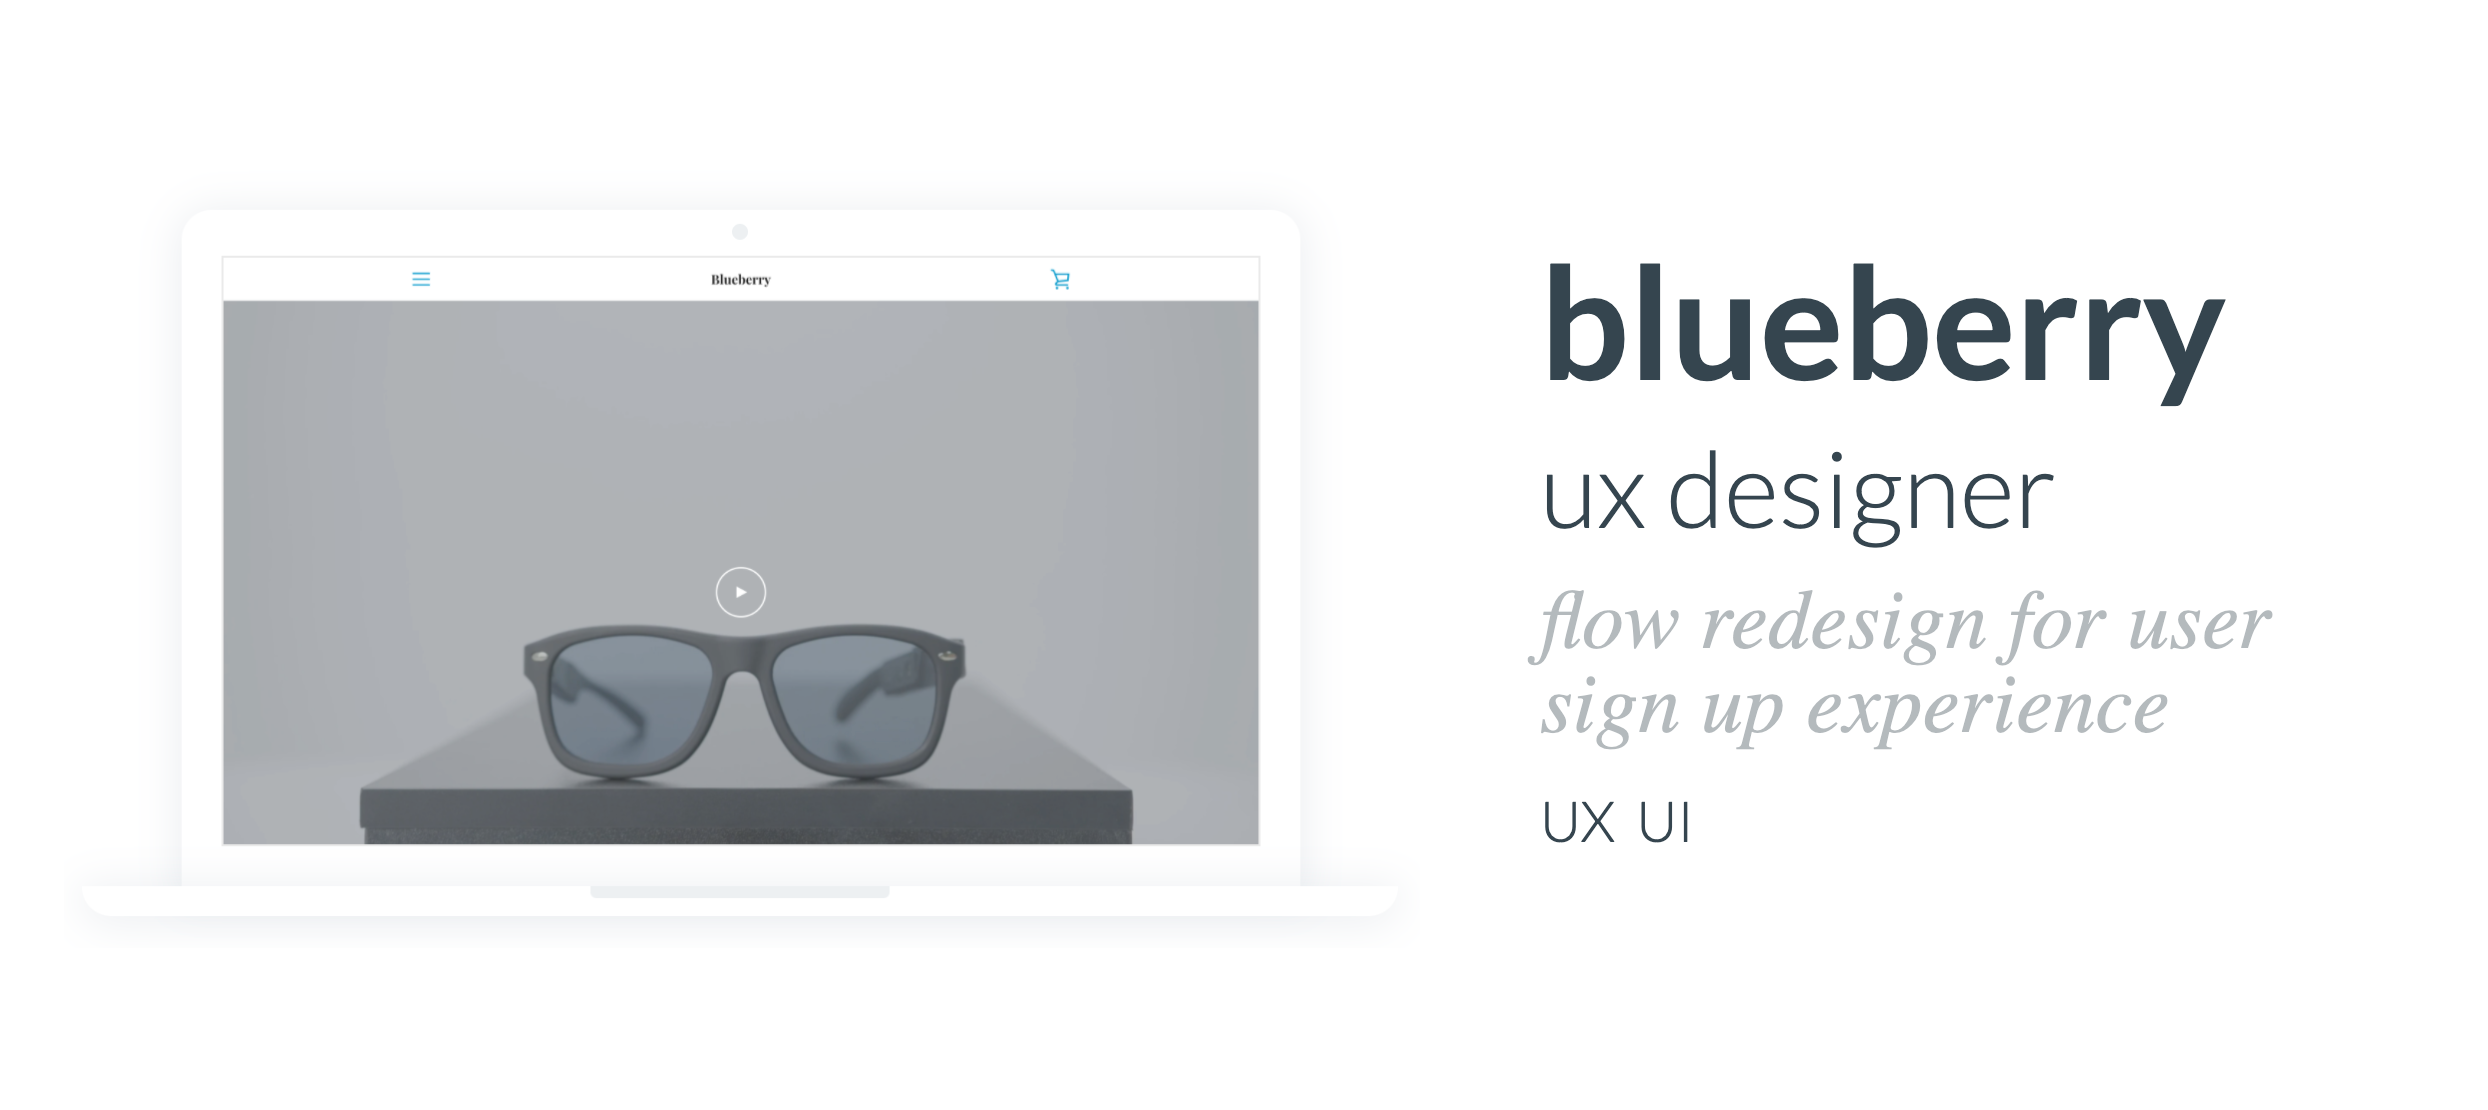 Blueberry
blueberry
ux designer
flow redesign for user
sign up experience
UX UI